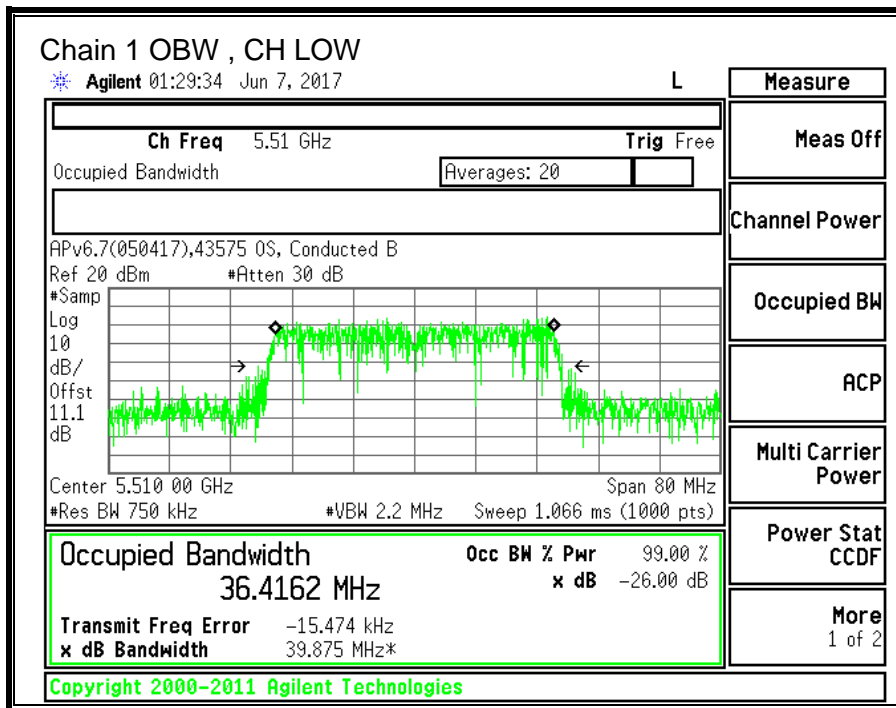 Chain 1 OBW , CH LOW
Agilent 01:29:34 Jun 7, 2017 L
Measure
Ch Freq 5.51 GHz Trig Free
Occupied Bandwidth Averages: 20
APv6.7(050417),43575 OS, Conducted B
Ref 20 dBm #Atten 30 dB
#Samp
Log
10
dB/
Offst
11.1
dB
Center 5.510 00 GHz Span 80 MHz
#Res BW 750 kHz #VBW 2.2 MHz Sweep 1.066 ms (1000 pts)
Occupied Bandwidth Occ BW % Pwr 99.00 %
36.4162 MHz x dB -26.00 dB
Transmit Freq Error -15.474 kHz
x dB Bandwidth 39.875 MHz*
Meas Off
Channel Power
Occupied BW
ACP
Multi Carrier
Power
Power Stat
CCDF
More
1 of 2
Copyright 2000-2011 Agilent Technologies